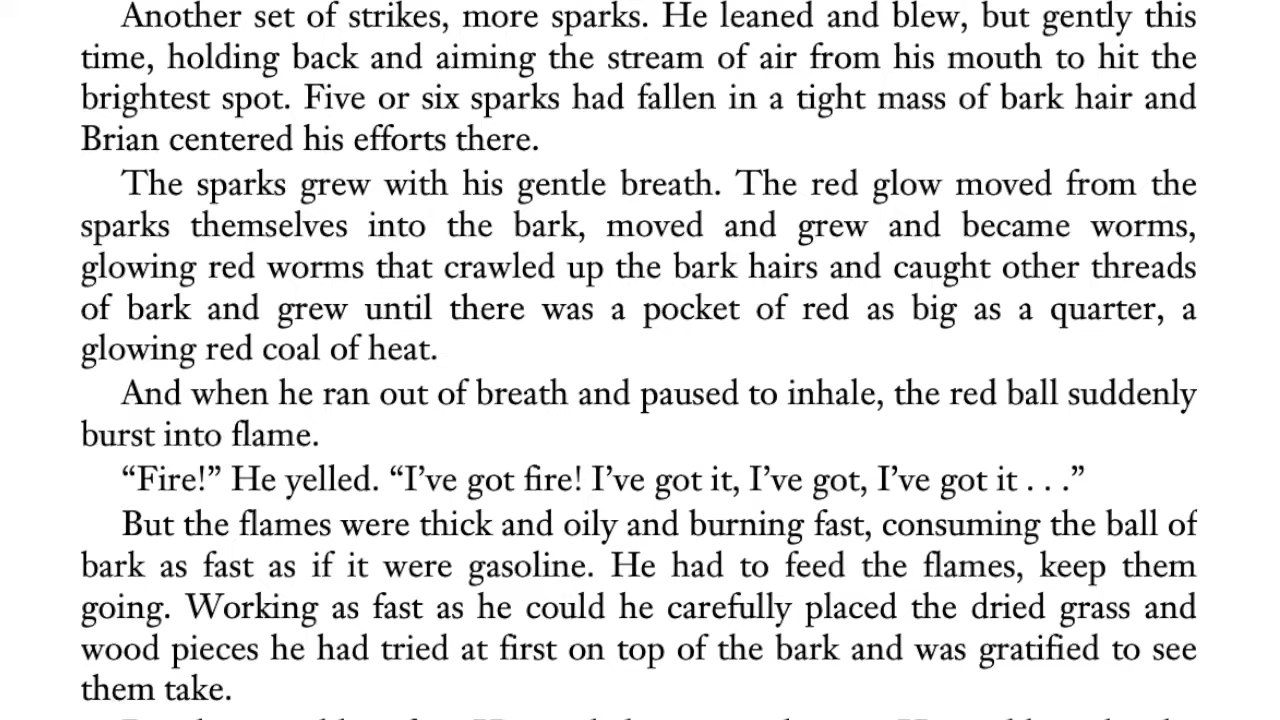 Another set of strikes, more sparks. He leaned and blew, but gently this
time, holding back and aiming the stream of air from his mouth to hit the
brightest spot. Five or six sparks had fallen in a tight mass of bark hair and
Brian centered his efforts there.
The sparks grew with his gentle breath. The red glow moved from the
sparks themselves into the bark, moved and grew and became worms,
glowing red worms that crawled up the bark hairs and caught other threads
of bark and grew until there was a pocket of red as big as a quarter, a
glowing red coal of heat.
And when he ran out of breath and paused to inhale, the red ball suddenly
burst into flame.
“Fire!” He yelled. “I’ve got fire! I’ve got it, I’ve got, I’ve got it . . .”
But the flames were thick and oily and burning fast, consuming the ball of
bark as fast as if it were gasoline. He had to feed the flames, keep them
going. Working as fast as he could he carefully placed the dried grass and
wood pieces he had tried at first on top of the bark and was gratified to see
them take.